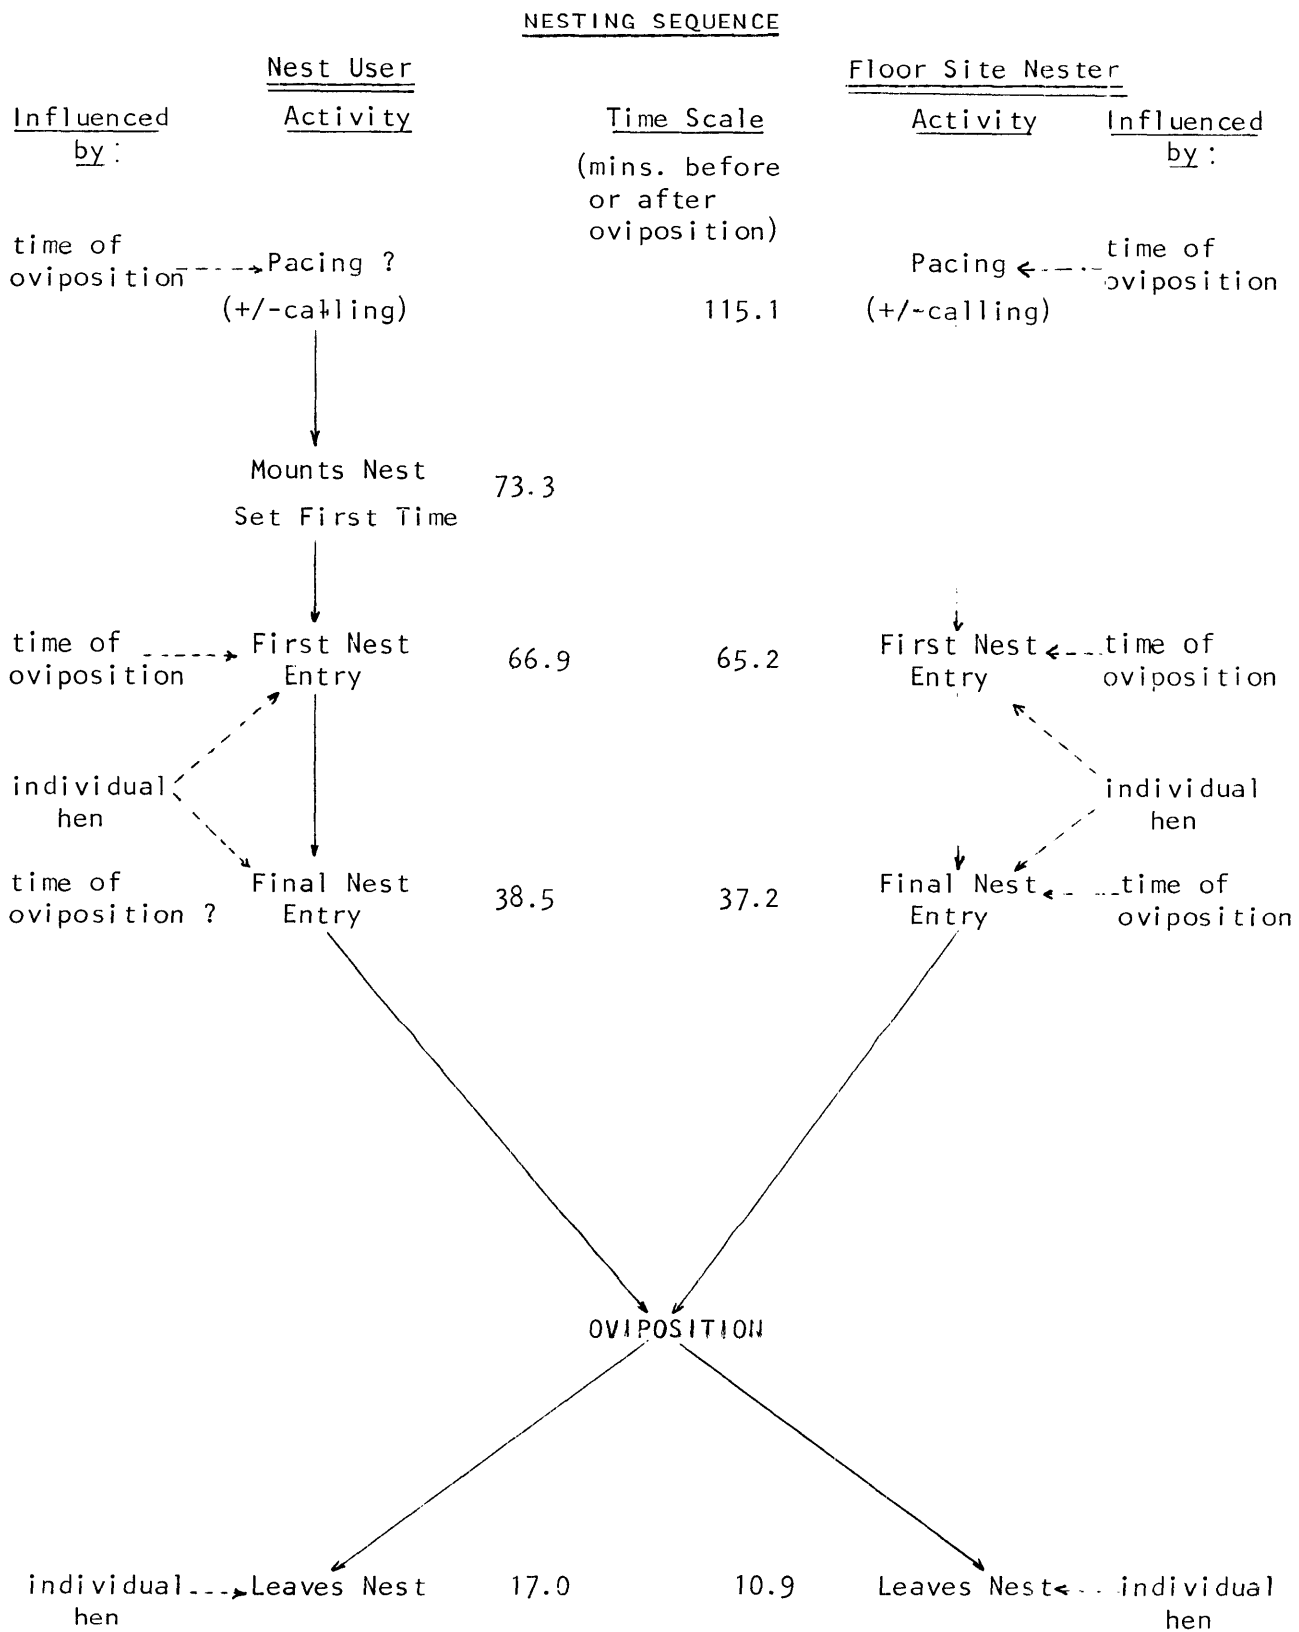 NESTING SEQUENCE
Nest User
Floor Site Nester
Influenced
by:
Activity
Time Scale
Activity
Influenced
by:
(mins. before
or after
oviposition)
time of
oviposition
Pacing ?
(+/-calling)
115.1
Pacing
(+/-calling)
time of
oviposition
Mounts Nest
Set First Time
73.3
time of
oviposition
First Nest
Entry
66.9
65.2
First Nest
Entry
time of
oviposition
individual
hen
individual
hen
time of
oviposition ?
Final Nest
Entry
38.5
37.2
Final Nest
Entry
time of
oviposition
OVIPOSITION
individual
hen
Leaves Nest
17.0
10.9
Leaves Nest
individual
hen